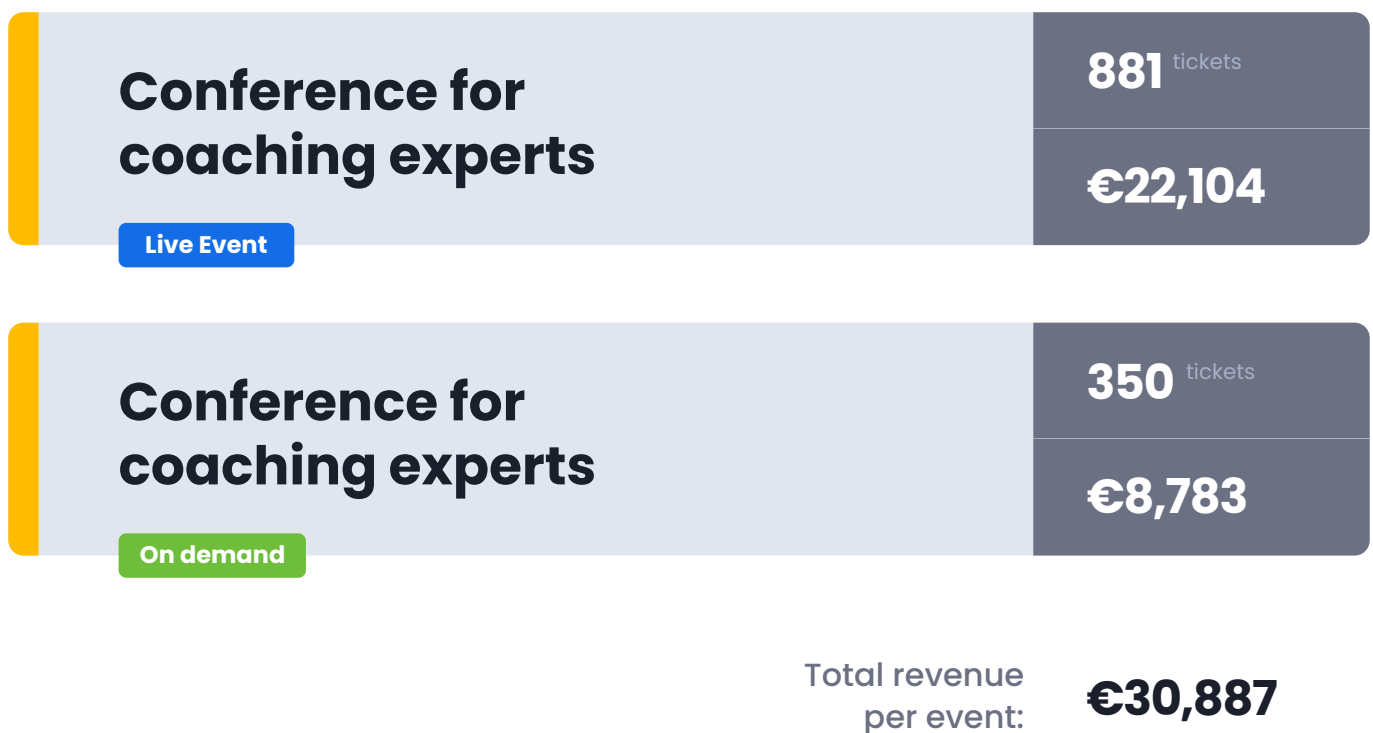 Conference for
coaching experts
Live Event
881 tickets
€22,104
Conference for
coaching experts
On demand
350 tickets
€8,783
Total revenue
per event:
€30,887